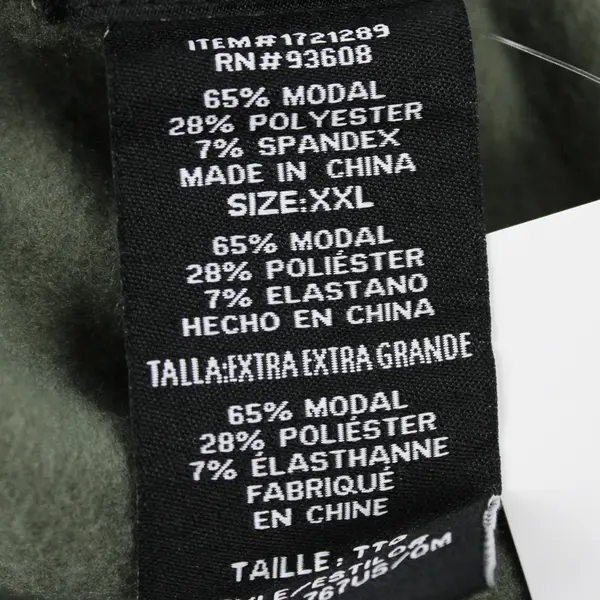 ITEM#1721289
RN#93608
65% MODAL
28% POLYESTER
7% SPANDEX
MADE IN CHINA
SIZE:XXL
65% MODAL
28% POLIÉSTER
7% ELASTANO
HECHO EN CHINA
TALLA:EXTRA EXTRA GRANDE
65% MODAL
28% POLIÉSTER
7% ÉLASTHANNE
FABRIQUÉ
EN CHINE
TAILLE: